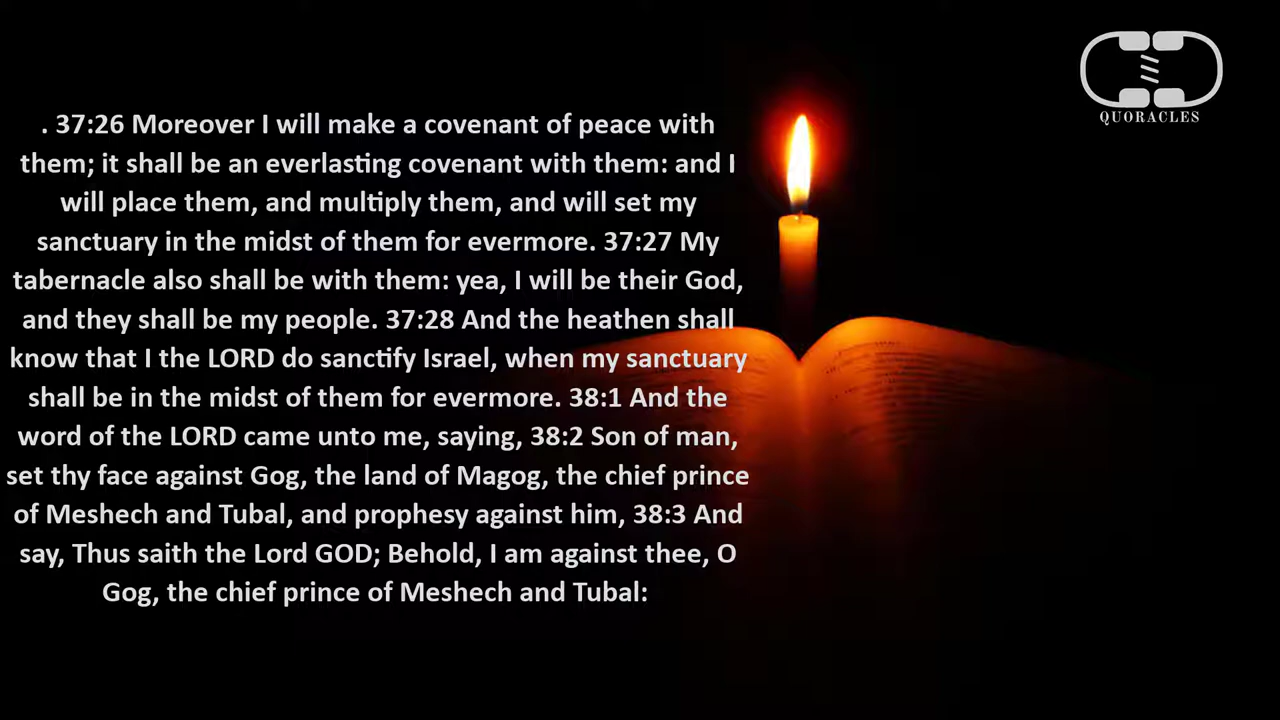 . 37:26 Moreover I will make a covenant of peace with
them; it shall be an everlasting covenant with them: and I
will place them, and multiply them, and will set my
sanctuary in the midst of them for evermore. 37:27 My
tabernacle also shall be with them: yea, I will be their God,
and they shall be my people. 37:28 And the heathen shall
know that I the LORD do sanctify Israel, when my sanctuary
shall be in the midst of them for evermore. 38:1 And the
word of the LORD came unto me, saying, 38:2 Son of man,
set thy face against Gog, the land of Magog, the chief prince
of Meshech and Tubal, and prophesy against him, 38:3 And
say, Thus saith the Lord GOD; Behold, I am against thee, O
Gog, the chief prince of Meshech and Tubal:
QUORACLES